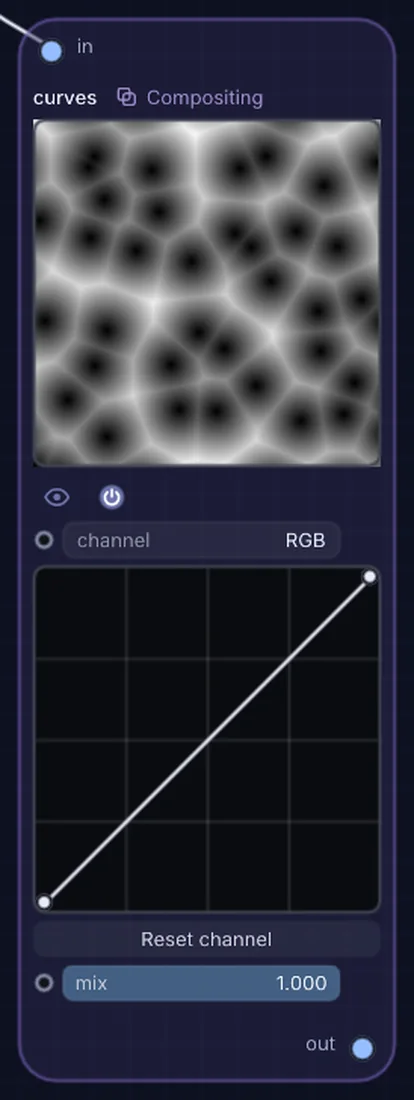 in
curves Compositing
channel RGB
Reset channel
mix 1.000
out